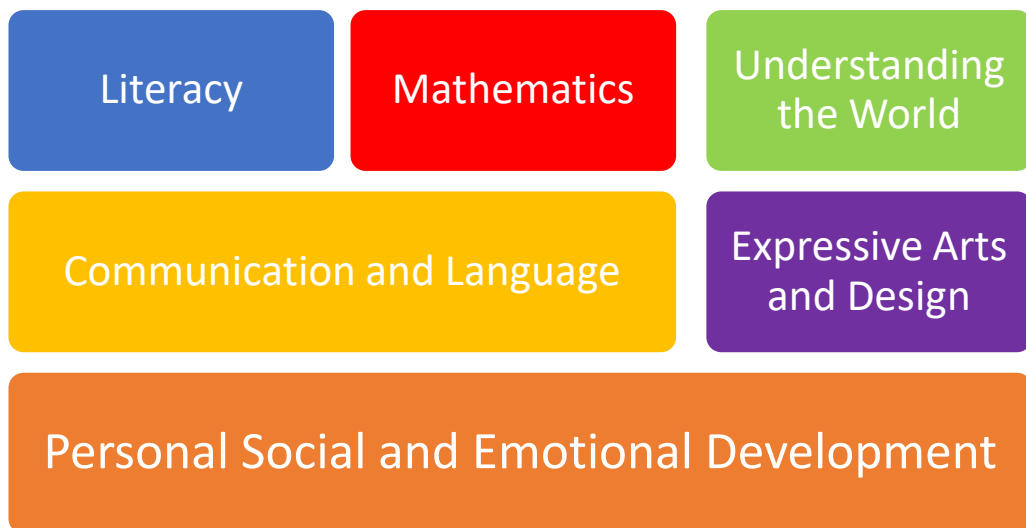 Literacy
Mathematics
Understanding
the World
Communication and Language
Expressive Arts
and Design
Personal Social and Emotional Development